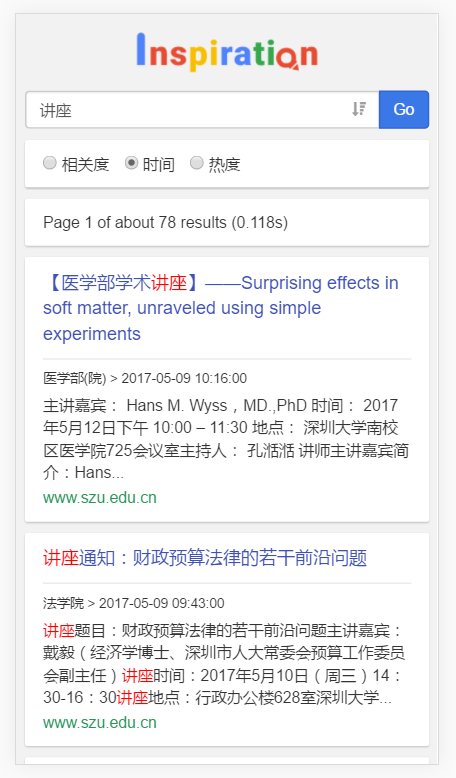 Inspiration
讲座
Go
相关度 时间 热度
Page 1 of about 78 results (0.118s)
【医学部学术讲座】——Surprising effects in
soft matter, unraveled using simple
experiments
医学部(院) > 2017-05-09 10:16:00
主讲嘉宾： Hans M. Wyss，MD.,PhD 时间： 2017
年5月12日下午 10:00 – 11:30 地点： 深圳大学南校
区医学院725会议室主持人： 孔湉湉 讲师主讲嘉宾简
介：Hans...
www.szu.edu.cn
讲座通知：财政预算法律的若干前沿问题
法学院 > 2017-05-09 09:43:00
讲座题目：财政预算法律的若干前沿问题主讲嘉宾：
戴毅（经济学博士、深圳市人大常委会预算工作委员
会副主任）讲座时间：2017年5月10日（周三）14：
30-16：30讲座地点：行政办公楼628室深圳大学...
www.szu.edu.cn